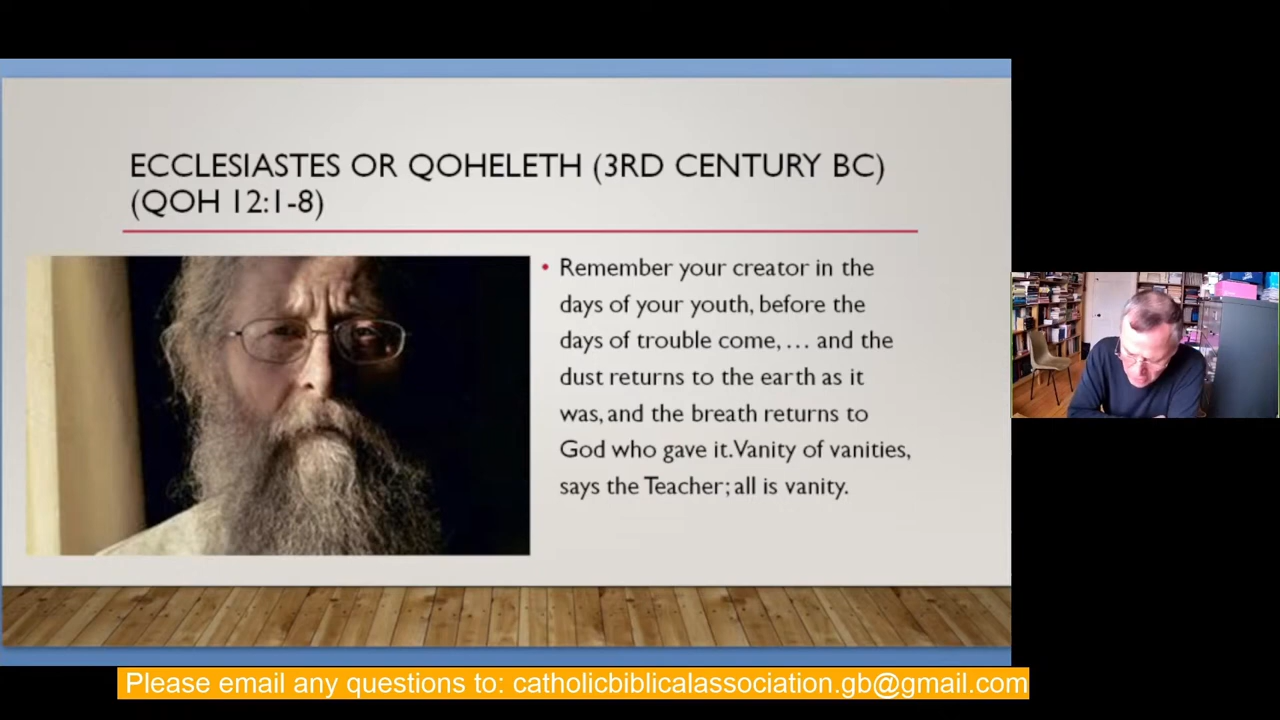 ECCLESIASTES OR QOHELETH (3RD CENTURY BC)
(QOH 12:1-8)
• Remember your creator in the
days of your youth, before the
days of trouble come, … and the
dust returns to the earth as it
was, and the breath returns to
God who gave it. Vanity of vanities,
says the Teacher; all is vanity.
Please email any questions to: catholicbiblicalassociation.gb@gmail.com